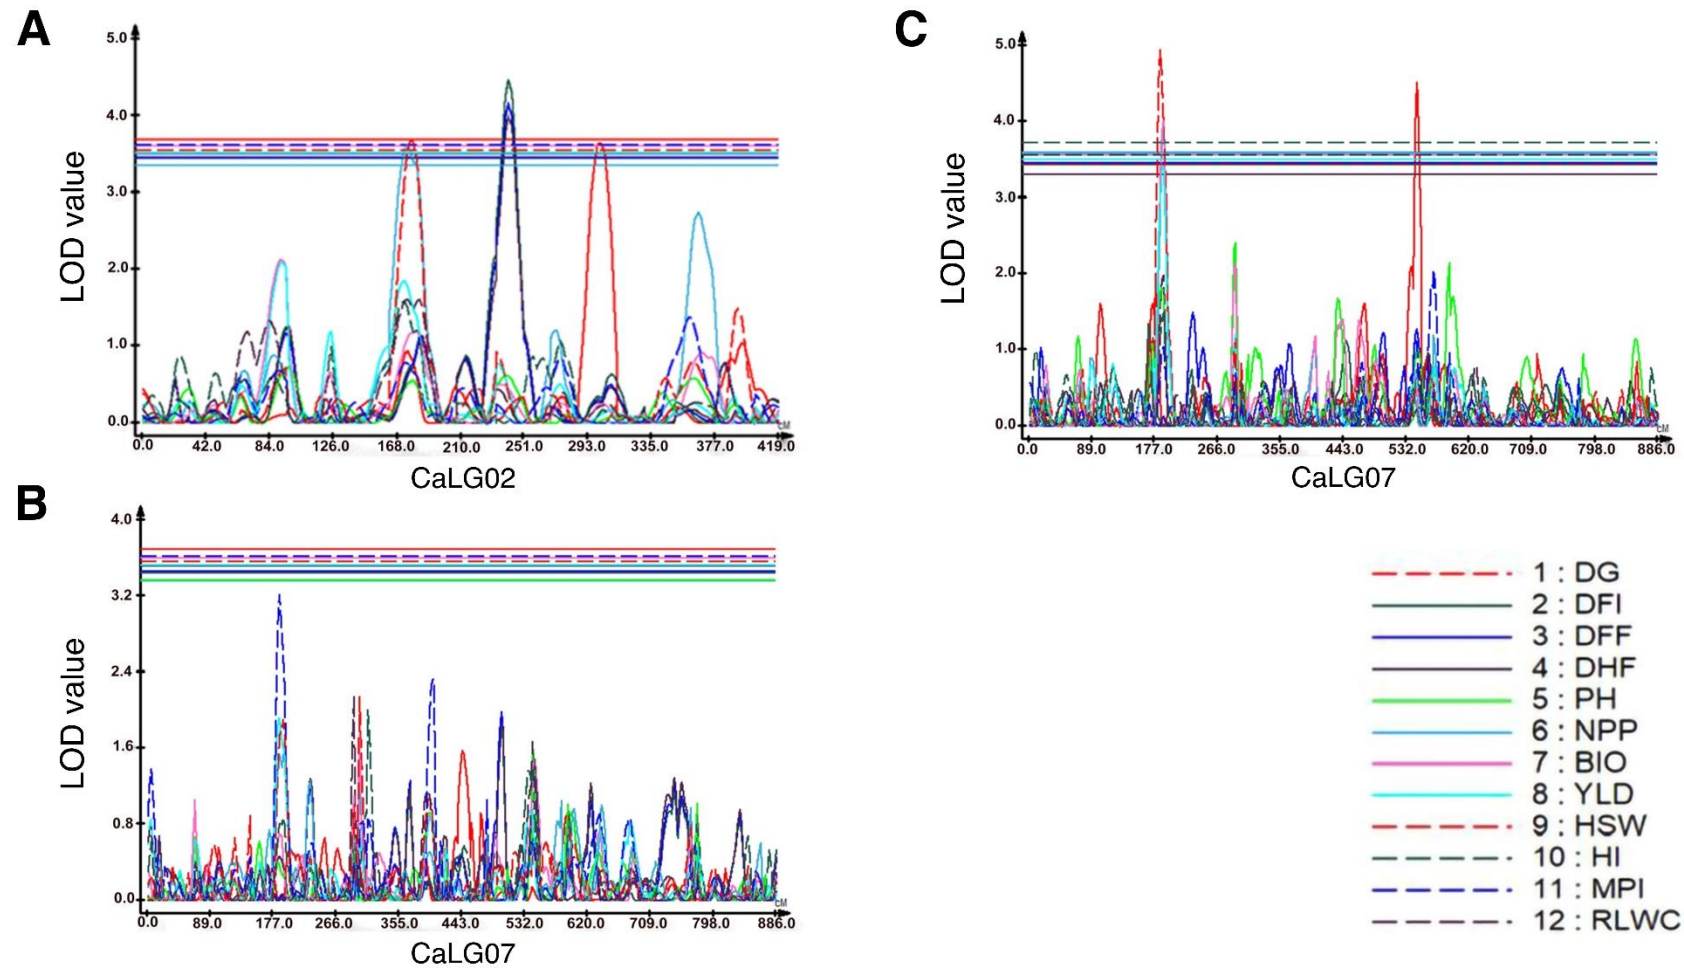 A
5.0
4.0
3.0
2.0
1.0
0.0
LOD value
0.0 42.0 84.0 126.0 168.0 210.0 251.0 293.0 335.0 377.0 419.0
cM
CaLG02
C
5.0
4.0
3.0
2.0
1.0
0.0
LOD value
0.0 89.0 177.0 266.0 355.0 443.0 532.0 620.0 709.0 798.0 886.0
cM
CaLG07
B
4.0
3.2
2.4
1.6
0.8
0.0
LOD value
0.0 89.0 177.0 266.0 355.0 443.0 532.0 620.0 709.0 798.0 886.0
cM
CaLG07
1 : DG
2 : DFI
3 : DFF
4 : DHF
5 : PH
6 : NPP
7 : BIO
8 : YLD
9 : HSW
10 : HI
11 : MPI
12 : RLWC